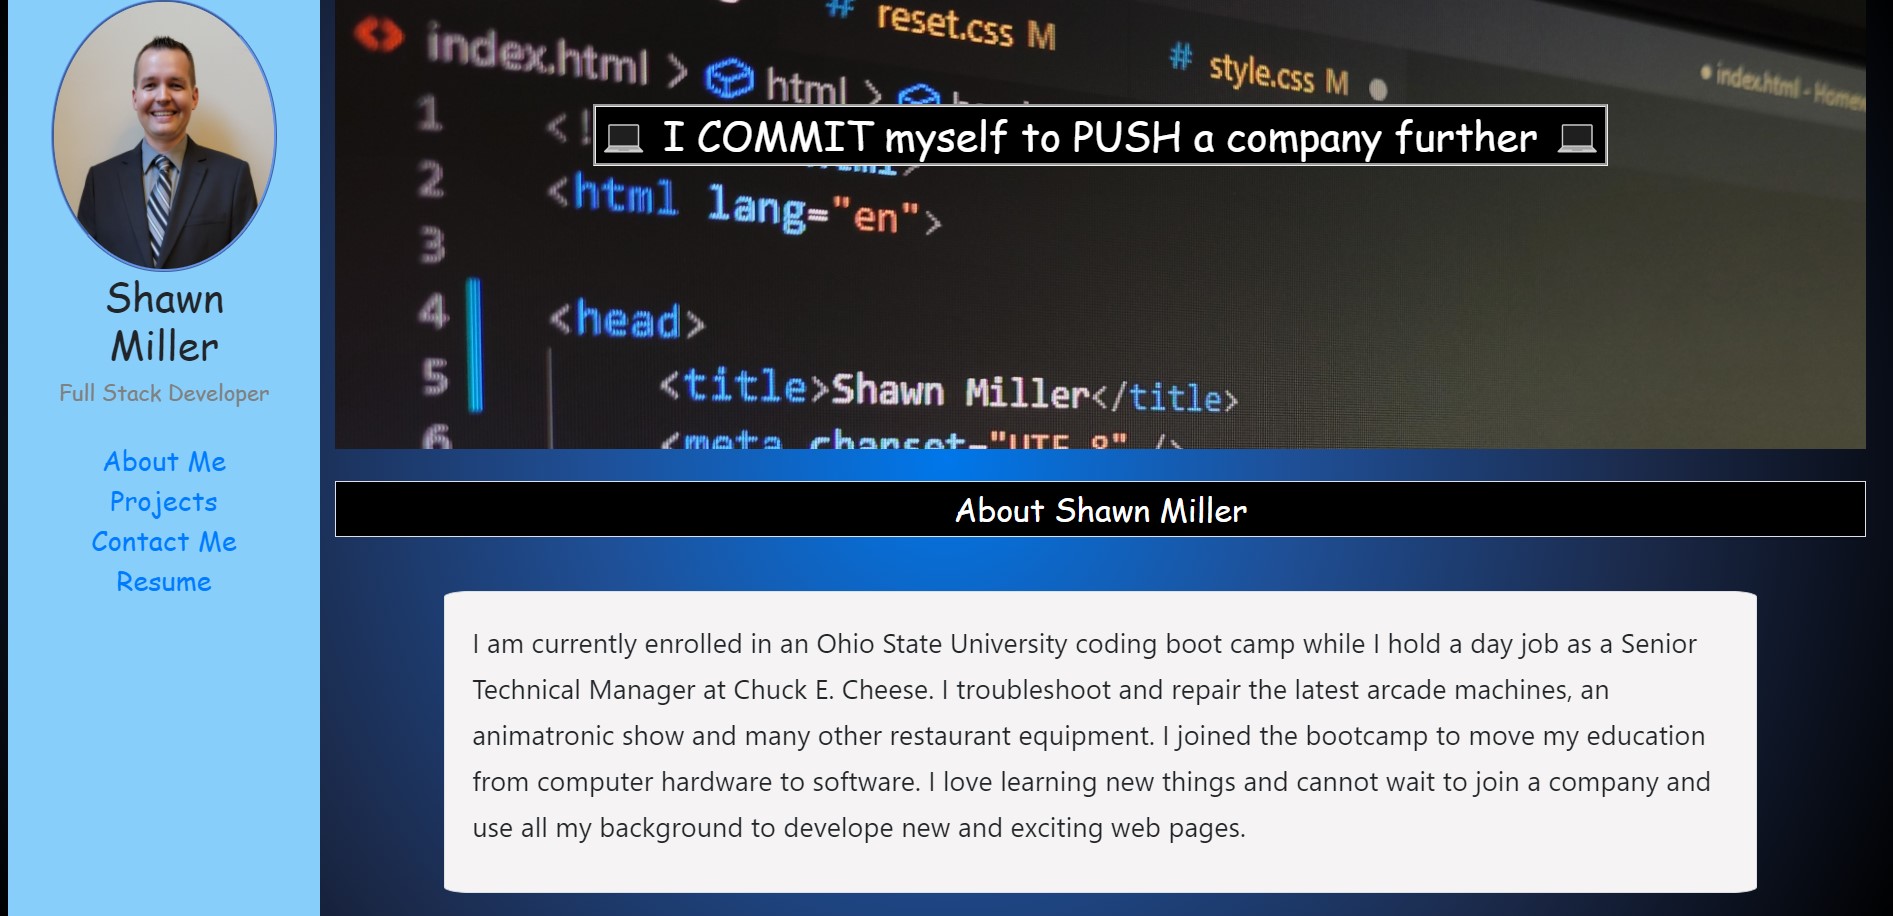 Shawn
Miller
Full Stack Developer
About Me
Projects
Contact Me
Resume
# reset.css M
index.html > html >
# style.css M
index.html -
💻 I COMMIT myself to PUSH a company further 💻
1 <!
2 <html lang="en">
3
4 <head>
5 <title>Shawn Miller</title>
6 <meta charset="UTF-8" />
About Shawn Miller
I am currently enrolled in an Ohio State University coding boot camp while I hold a day job as a Senior
Technical Manager at Chuck E. Cheese. I troubleshoot and repair the latest arcade machines, an
animatronic show and many other restaurant equipment. I joined the bootcamp to move my education
from computer hardware to software. I love learning new things and cannot wait to join a company and
use all my background to develope new and exciting web pages.